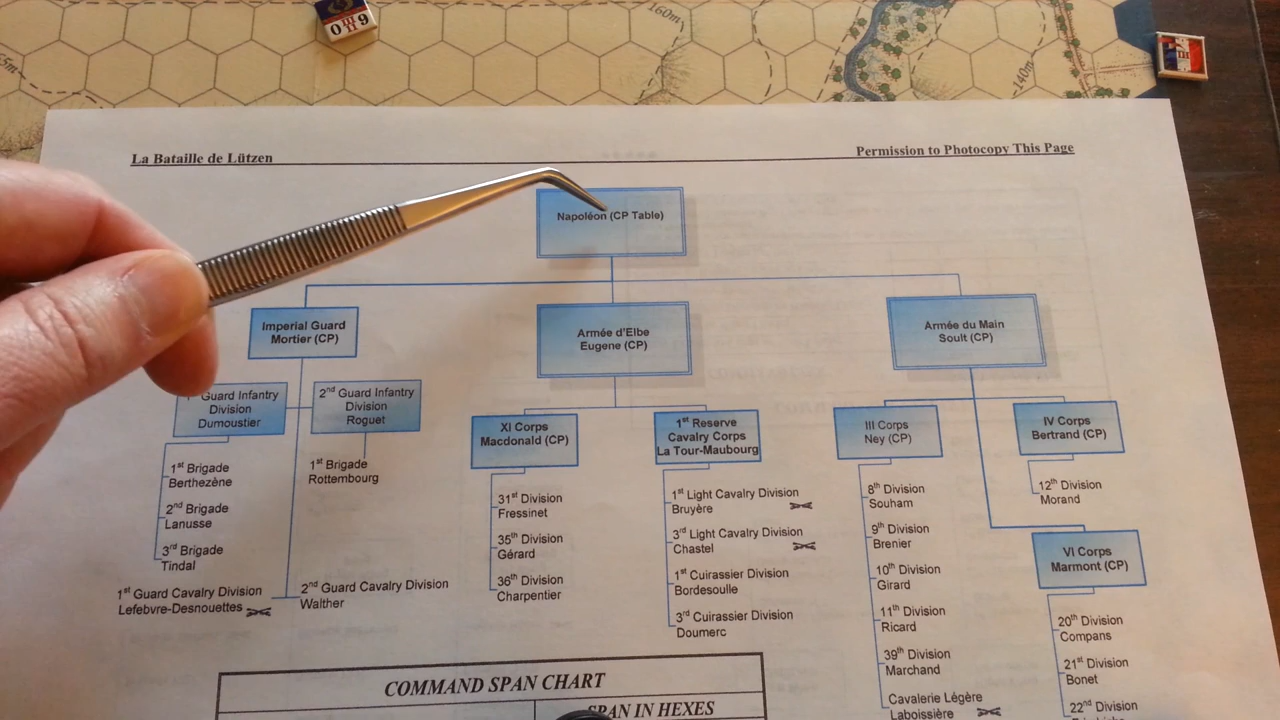 160m
140m
5m
0 III 9
II
III
La Bataille de Lützen
Permission to Photocopy This Page
Napoléon (CP Table)
Imperial Guard
Mortier (CP)
Armée d'Elbe
Eugene (CP)
Armée du Main
Soult (CP)
Guard Infantry
Division
Dumoustier
2nd Guard Infantry
Division
Roguet
1st Brigade
Berthezène
2nd Brigade
Lanusse
3rd Brigade
Tindal
1st Brigade
Rottembourg
1st Guard Cavalry Division
Lefebvre-Desnouettes
2nd Guard Cavalry Division
Walther
XI Corps
Macdonald (CP)
31st Division
Fressinet
35th Division
Gérard
36th Division
Charpentier
1st Reserve
Cavalry Corps
La Tour-Maubourg
1st Light Cavalry Division
Bruyère
3rd Light Cavalry Division
Chastel
1st Cuirassier Division
Bordesoulle
3rd Cuirassier Division
Doumerc
III Corps
Ney (CP)
8th Division
Souham
9th Division
Brenier
10th Division
Girard
11th Division
Ricard
39th Division
Marchand
Cavalerie Légère
Laboissière
IV Corps
Bertrand (CP)
12th Division
Morand
VI Corps
Marmont (CP)
20th Division
Compans
21st Division
Bonet
22nd Division
COMMAND SPAN CHART
SPAN IN HEXES